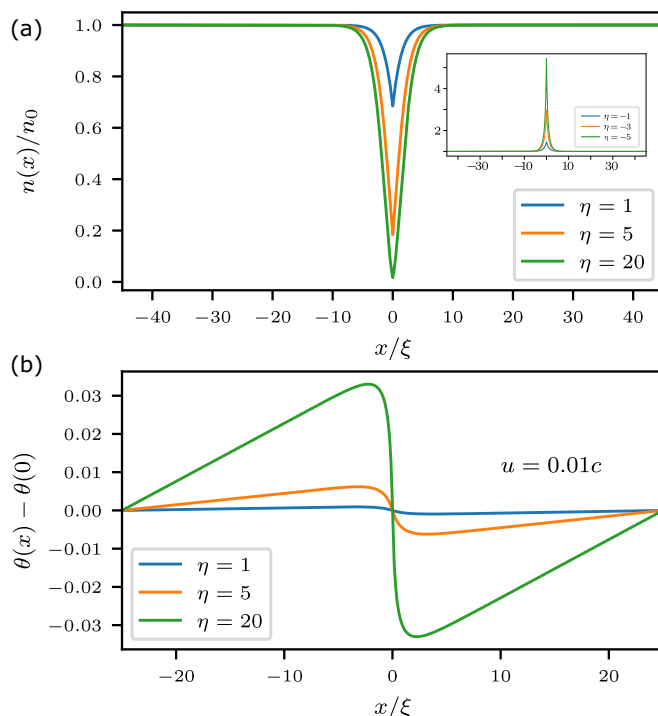 (a)
n(x)/n₀
1.0
0.8
0.6
0.4
0.2
0.0
−40 −30 −20 −10 0 10 20 30 40
x/ξ
4
2
−30 −15 0 15 30
η = −1
η = −3
η = −5
η = 1
η = 5
η = 20
(b)
θ(x) − θ(0)
0.03
0.02
0.01
0.00
−0.01
−0.02
−0.03
−20 −10 0 10 20
x/ξ
u = 0.01c
η = 1
η = 5
η = 20